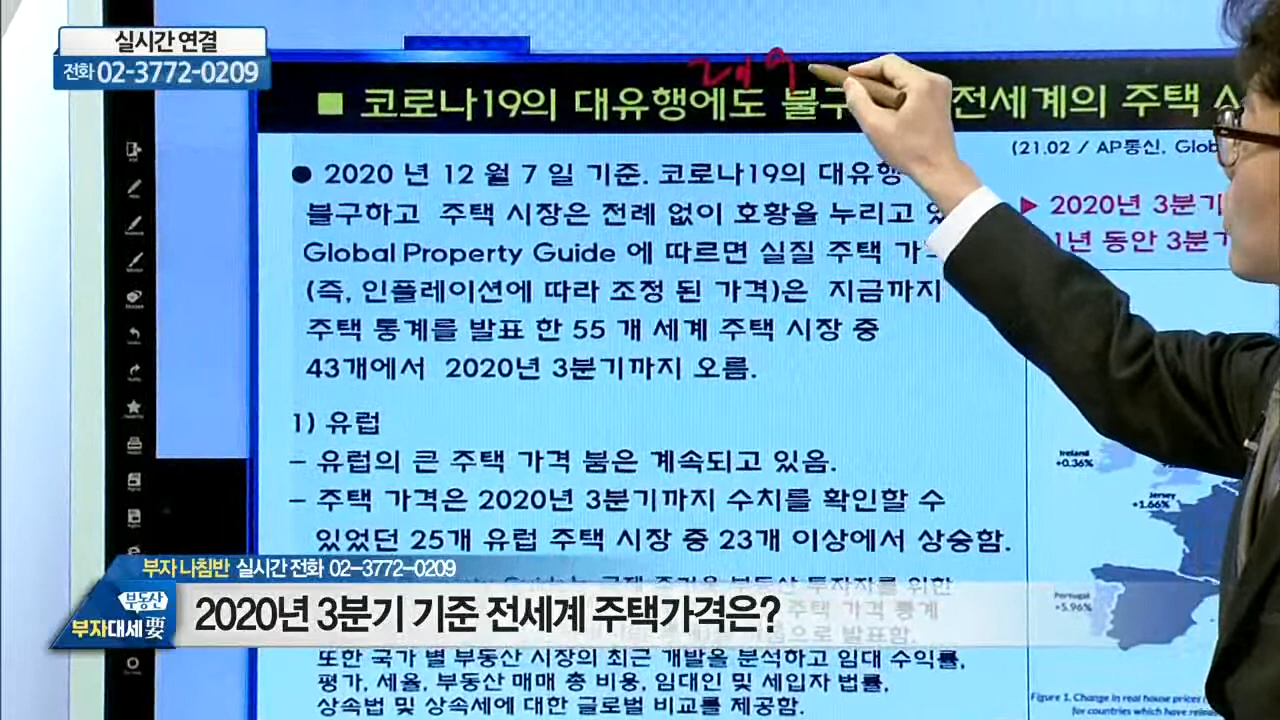 실시간 연결
전화 02-3772-0209
■ 코로나19의 대유행에도 불구 전세계의 주택
(21.02 / AP통신, Glob
● 2020 년 12 월 7 일 기준. 코로나19의 대유행
불구하고 주택 시장은 전례 없이 호황을 누리고
Global Property Guide 에 따르면 실질 주택
(즉, 인플레이션에 따라 조정 된 가격)은 지금까지
주택 통계를 발표 한 55 개 세계 주택 시장 중
43개에서 2020년 3분기까지 오름.
▶ 2020년 3분기
1년 동안 3분기
1) 유럽
– 유럽의 큰 주택 가격 붐은 계속되고 있음.
– 주택 가격은 2020년 3분기까지 수치를 확인할 수
있었던 25개 유럽 주택 시장 중 23개 이상에서 상승함.
Ireland
+0.36%
Jersey
+1.66%
Portugal
+5.96%
부자 나침반 실시간 전화 02-3772-0209
부동산
부자대세 要
2020년 3분기 기준 전세계 주택가격은?
주택 가격 통계
또한 국가 별 부동산 시장의 최근 개발을 분석하고 임대 수익률,
평가, 세율, 부동산 매매 총 비용, 임대인 및 세입자 법률,
상속법 및 상속세에 대한 글로벌 비교를 제공함.
Figure 1. Change in real house prices
for countries which have